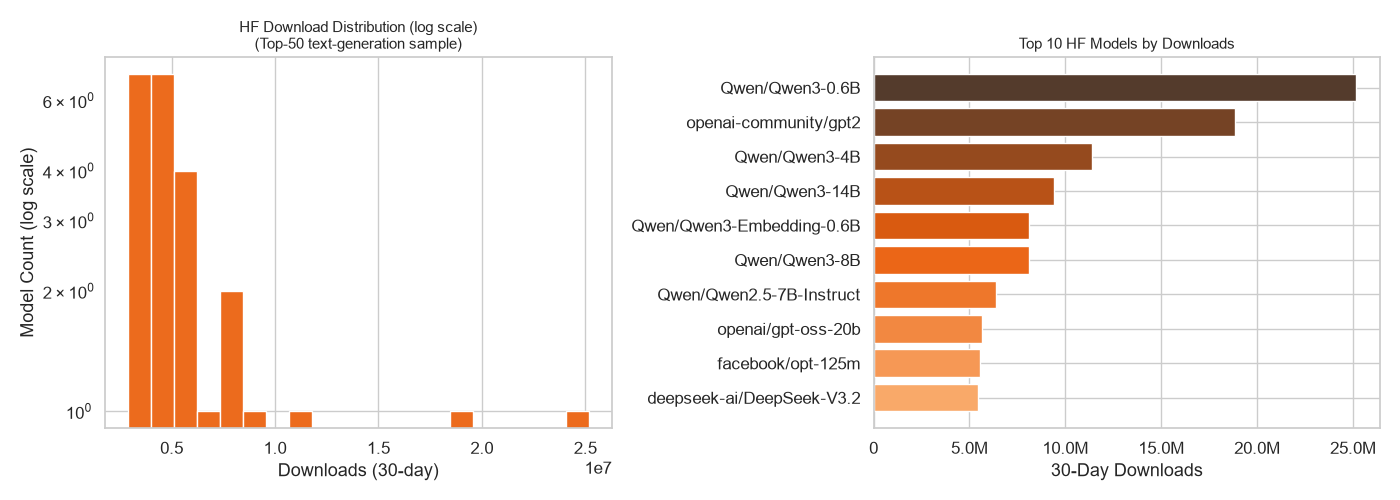 HF Download Distribution (log scale)
(Top-50 text-generation sample)
Model Count (log scale)
6 × 10⁰
4 × 10⁰
3 × 10⁰
2 × 10⁰
10⁰
0.5
1.0
1.5
2.0
2.5
1e7
Downloads (30-day)
Top 10 HF Models by Downloads
Qwen/Qwen3-0.6B
openai-community/gpt2
Qwen/Qwen3-4B
Qwen/Qwen3-14B
Qwen/Qwen3-Embedding-0.6B
Qwen/Qwen3-8B
Qwen/Qwen2.5-7B-Instruct
openai/gpt-oss-20b
facebook/opt-125m
deepseek-ai/DeepSeek-V3.2
0
5.0M
10.0M
15.0M
20.0M
25.0M
30-Day Downloads